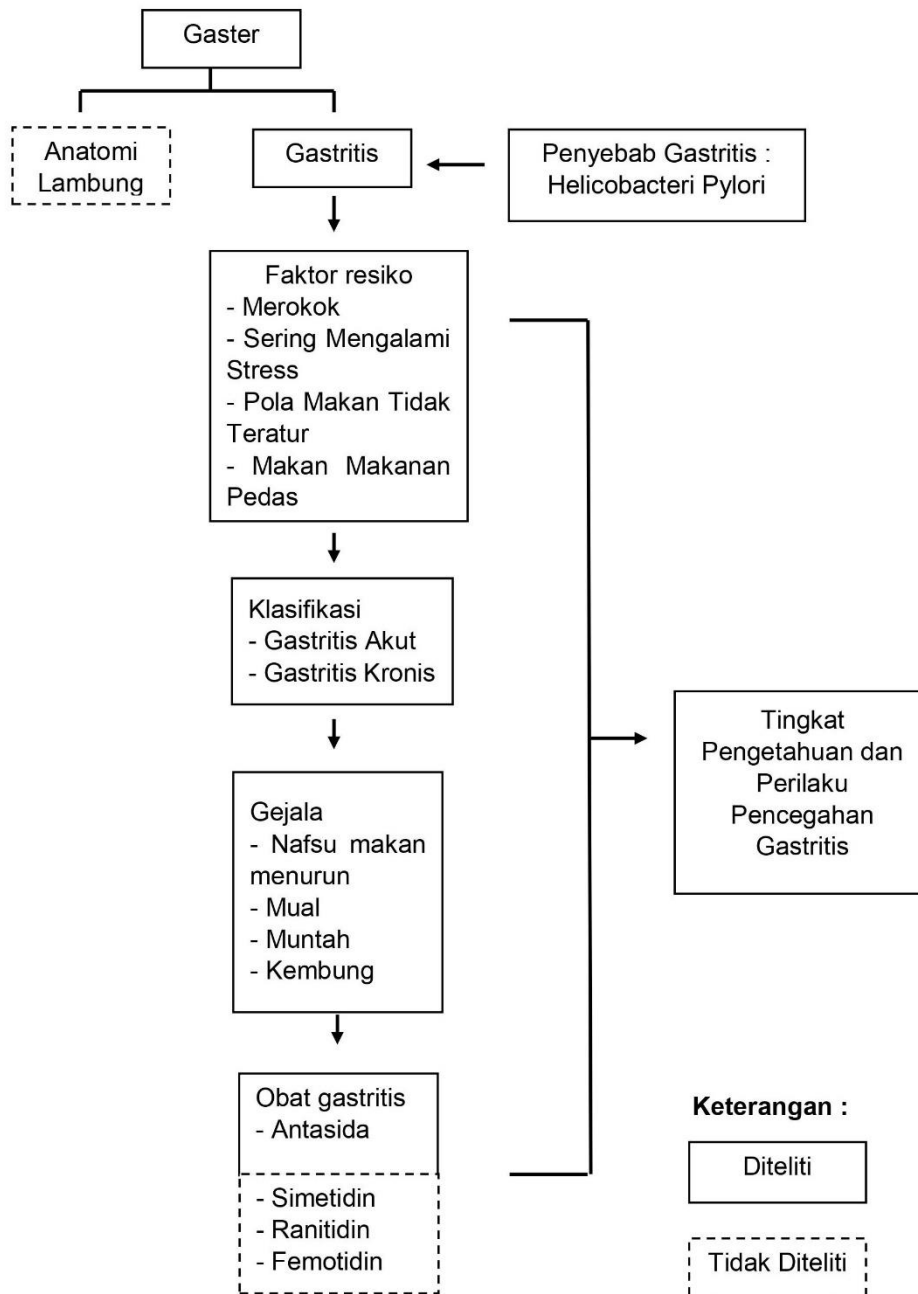 Gaster
Anatomi
Lambung
Gastritis
Penyebab Gastritis :
Helicobacteri Pylori
Faktor resiko
- Merokok
- Sering Mengalami
Stress
- Pola Makan Tidak
Teratur
- Makan Makanan
Pedas
Klasifikasi
- Gastritis Akut
- Gastritis Kronis
Tingkat
Pengetahuan dan
Perilaku
Pencegahan
Gastritis
Gejala
- Nafsu makan
menurun
- Mual
- Muntah
- Kembung
Obat gastritis
- Antasida
- Simetidin
- Ranitidin
- Femotidin
Keterangan :
Diteliti
Tidak Diteliti